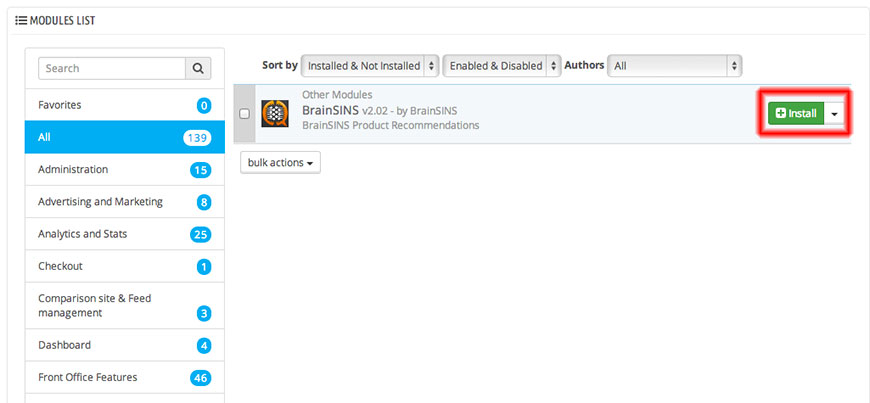 MODULES LIST
Search
Favorites 0
All 139
Administration 15
Advertising and Marketing 8
Analytics and Stats 25
Checkout 1
Comparison site & Feed
management 3
Dashboard 4
Front Office Features 46
Sort by Installed & Not Installed Enabled & Disabled Authors All
Other Modules
BrainSINS v2.02 - by BrainSINS
BrainSINS Product Recommendations
Install
bulk actions